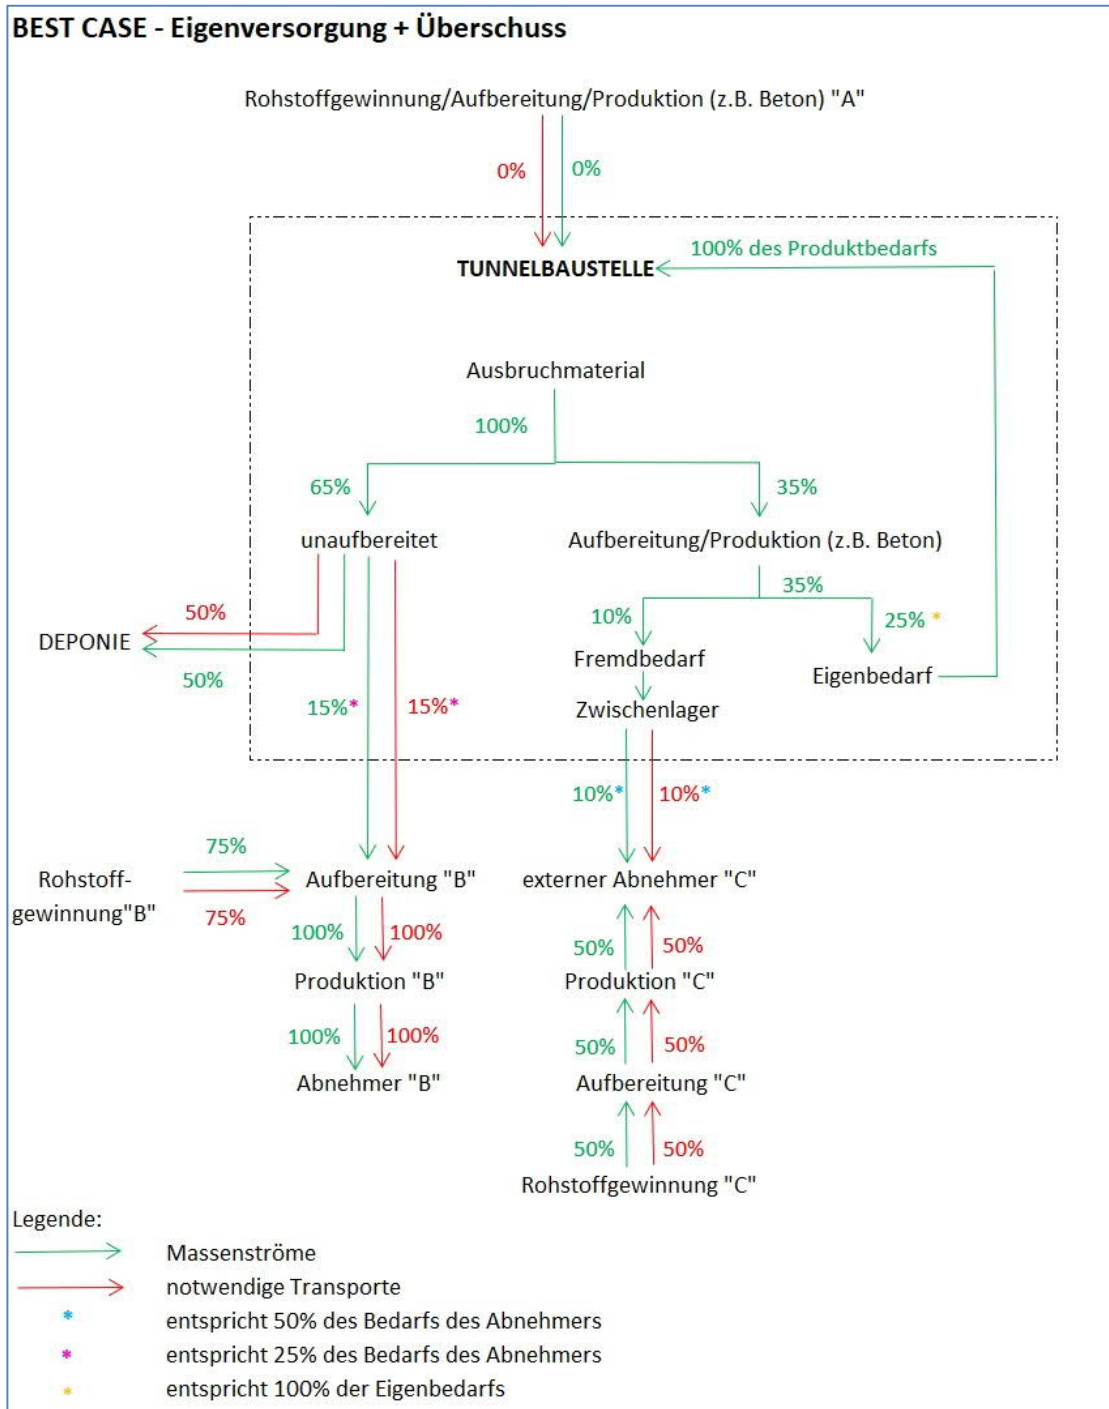 BEST CASE - Eigenversorgung + Überschuss
Rohstoffgewinnung/Aufbereitung/Produktion (z.B. Beton) "A"
0%
0%
100% des Produktbedarfs
TUNNELBAUSTELLE
Ausbruchmaterial
100%
65%
35%
unaufbereitet
Aufbereitung/Produktion (z.B. Beton)
35%
50%
10%
25% *
DEPONIE
50%
Fremdbedarf
Eigenbedarf
15%*
15%*
Zwischenlager
10%*
10%*
75%
Rohstoff-
gewinnung"B"
75%
Aufbereitung "B"
externer Abnehmer "C"
100%
100%
50%
50%
Produktion "B"
Produktion "C"
100%
100%
50%
50%
Abnehmer "B"
Aufbereitung "C"
50%
50%
Rohstoffgewinnung "C"
Legende:
Massenströme
notwendige Transporte
* entspricht 50% des Bedarfs des Abnehmers
* entspricht 25% des Bedarfs des Abnehmers
* entspricht 100% der Eigenbedarfs